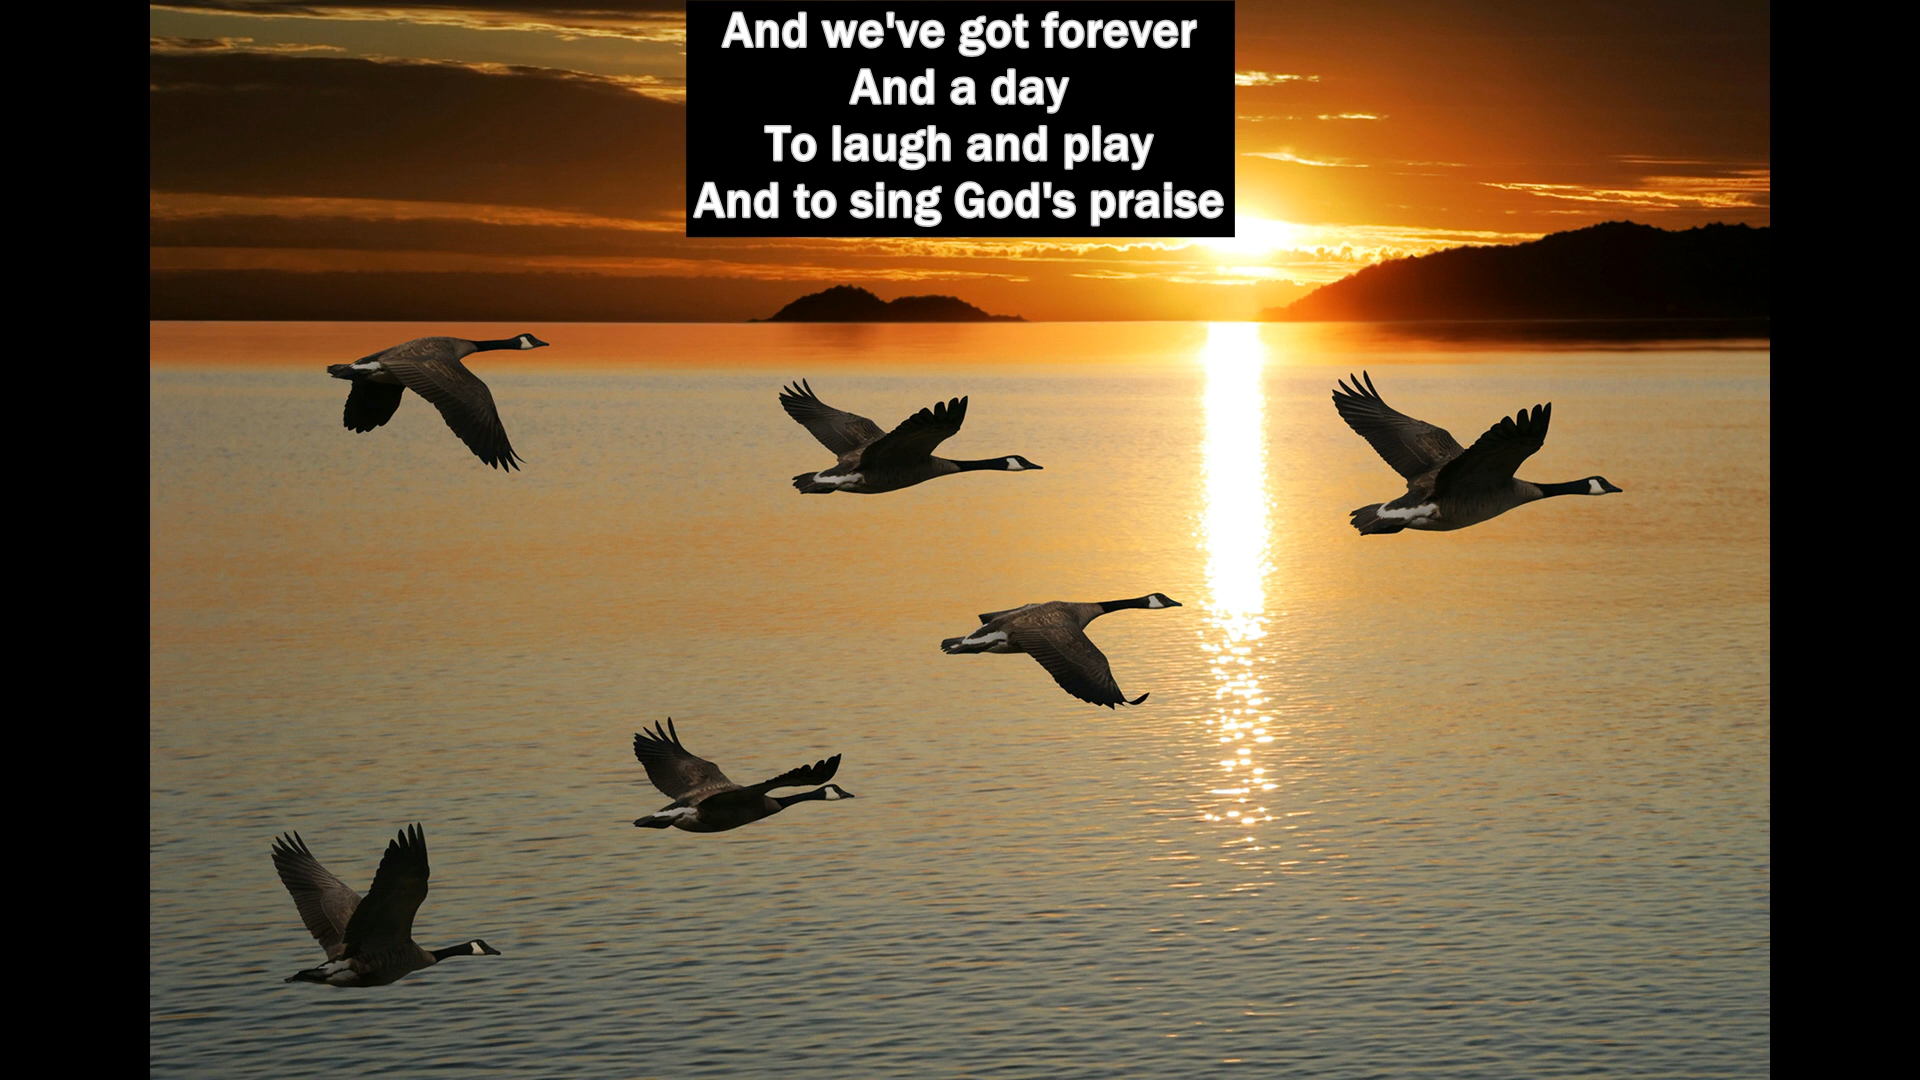 And we've got forever
And a day
To laugh and play
And to sing God's praise